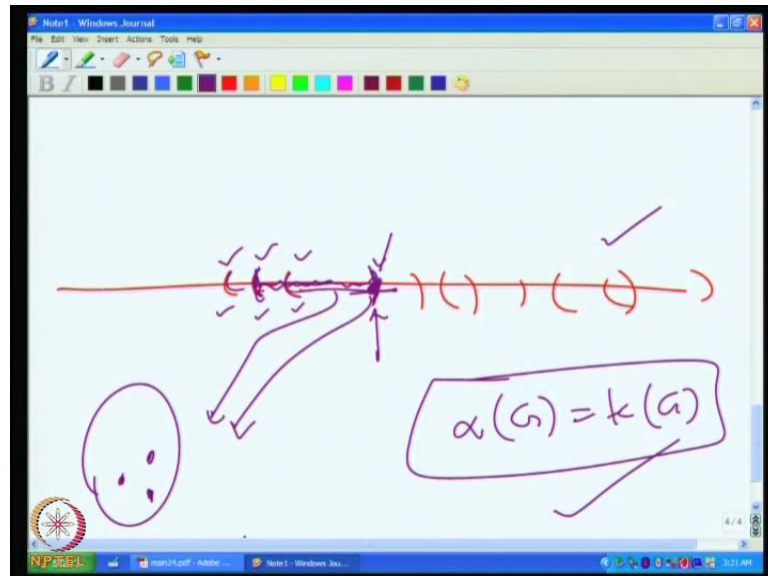 Note1 - Windows Journal
File Edit View Insert Actions Tools Help
B I
α(G) = k(G)
4/4
NPTEL
man24.pdf - Adobe ...
Note1 - Windows Jou...
3:21 AM